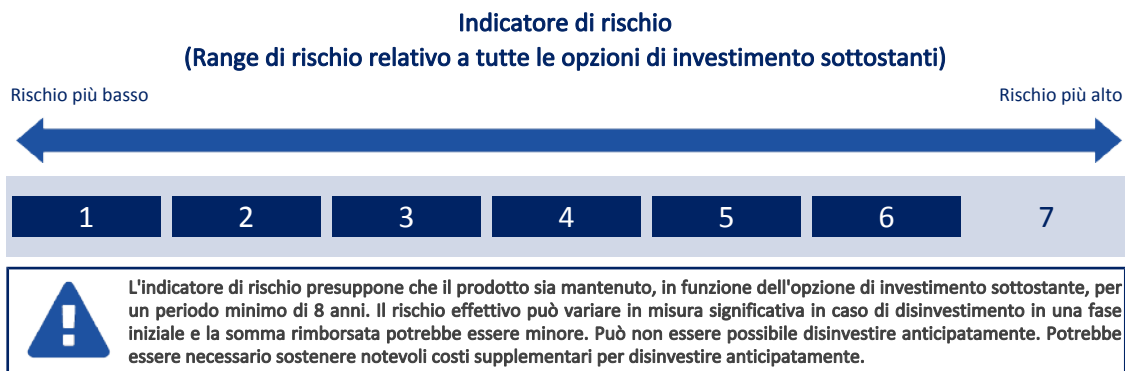 Indicatore di rischio
(Range di rischio relativo a tutte le opzioni di investimento sottostanti)
Rischio più basso
Rischio più alto
1 2 3 4 5 6 7
L'indicatore di rischio presuppone che il prodotto sia mantenuto, in funzione dell'opzione di investimento sottostante, per
un periodo minimo di 8 anni. Il rischio effettivo può variare in misura significativa in caso di disinvestimento in una fase
iniziale e la somma rimborsata potrebbe essere minore. Può non essere possibile disinvestire anticipatamente. Potrebbe
essere necessario sostenere notevoli costi supplementari per disinvestire anticipatamente.